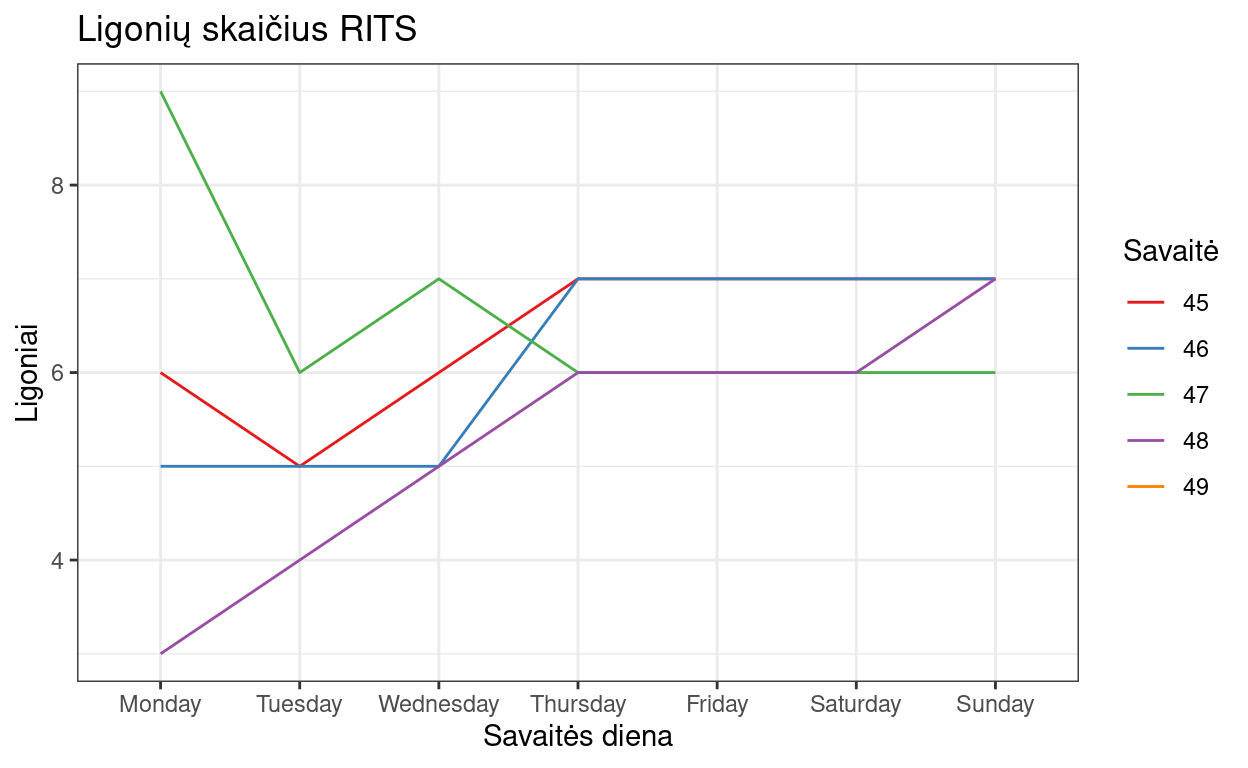 Ligonių skaičius RITS
Ligoniai
8
6
4
Monday Tuesday Wednesday Thursday Friday Saturday Sunday
Savaitės diena
Savaitė
45
46
47
48
49